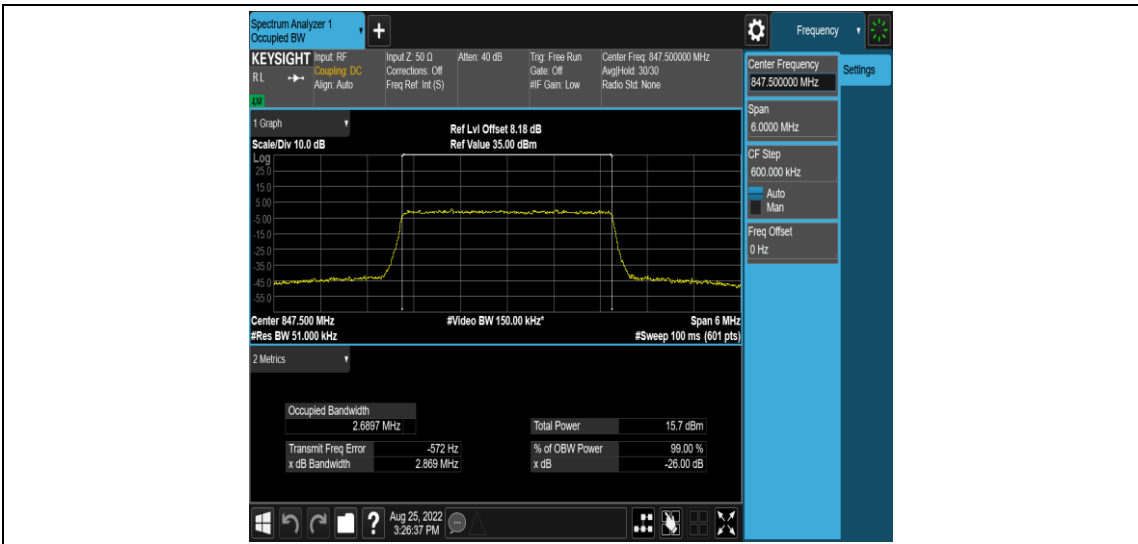 Spectrum Analyzer 1
Occupied BW
+
Frequency
KEYSIGHT
Input: RF
Coupling: DC
Align: Auto
RL
LXI
Input Z: 50 Ω
Corrections: Off
Freq Ref: Int (S)
Atten: 40 dB
Trig: Free Run
Gate: Off
#IF Gain: Low
Center Freq: 847.500000 MHz
Avg|Hold: 30/30
Radio Std: None
Center Frequency
847.500000 MHz
Settings
Span
6.0000 MHz
CF Step
600.000 kHz
Auto
Man
Freq Offset
0 Hz
1 Graph
Ref Lvl Offset 8.18 dB
Scale/Div 10.0 dB
Ref Value 35.00 dBm
Log
25.0
15.0
5.00
-5.00
-15.0
-25.0
-35.0
-45.0
-55.0
Center 847.500 MHz
#Video BW 150.00 kHz*
Span 6 MHz
#Res BW 51.000 kHz
#Sweep 100 ms (601 pts)
2 Metrics
Occupied Bandwidth
2.6897 MHz
Total Power 15.7 dBm
Transmit Freq Error -572 Hz
% of OBW Power 99.00 %
x dB Bandwidth 2.869 MHz
x dB -26.00 dB
?
Aug 25, 2022
3:26:37 PM